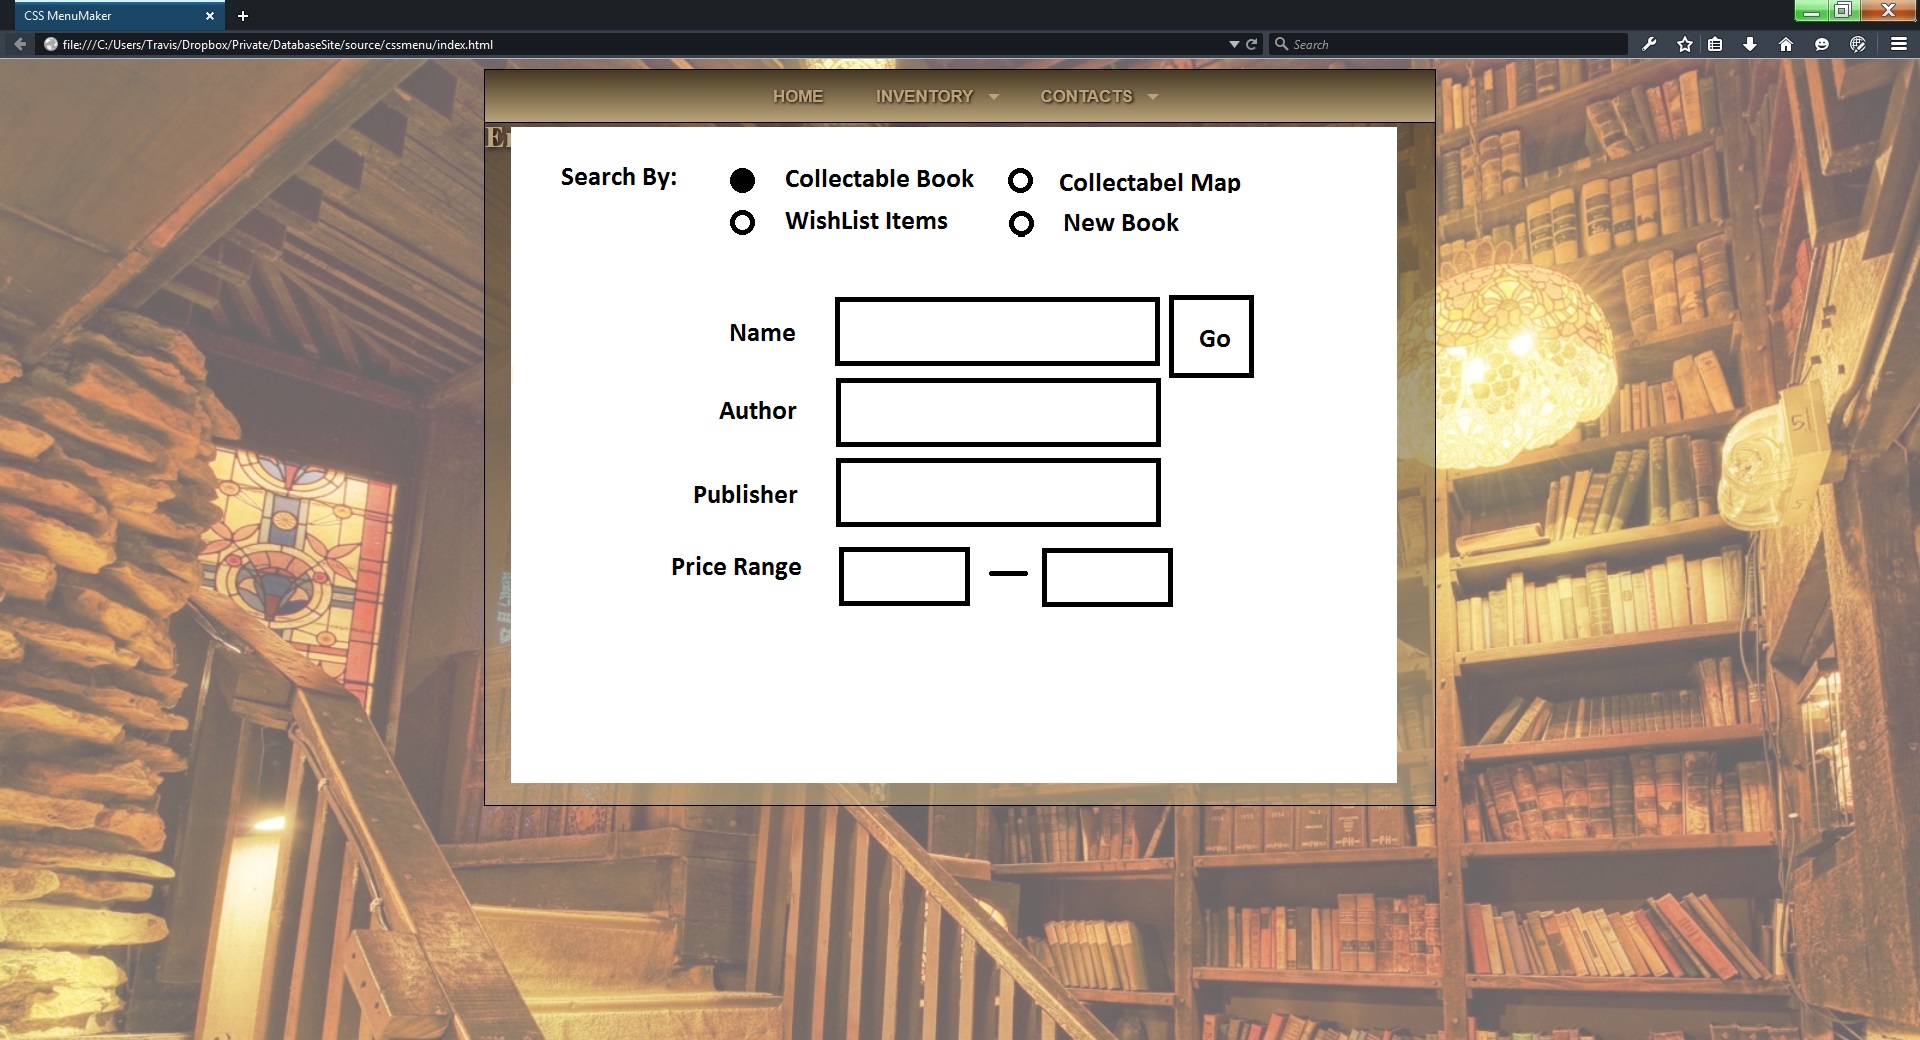 CSS MenuMaker
file:///C:/Users/Travis/Dropbox/Private/DatabaseSite/source/cssmenu/index.html
Search
HOME INVENTORY CONTACTS
Search By: Collectable Book Collectabel Map
WishList Items New Book
Name Go
Author
Publisher
Price Range —